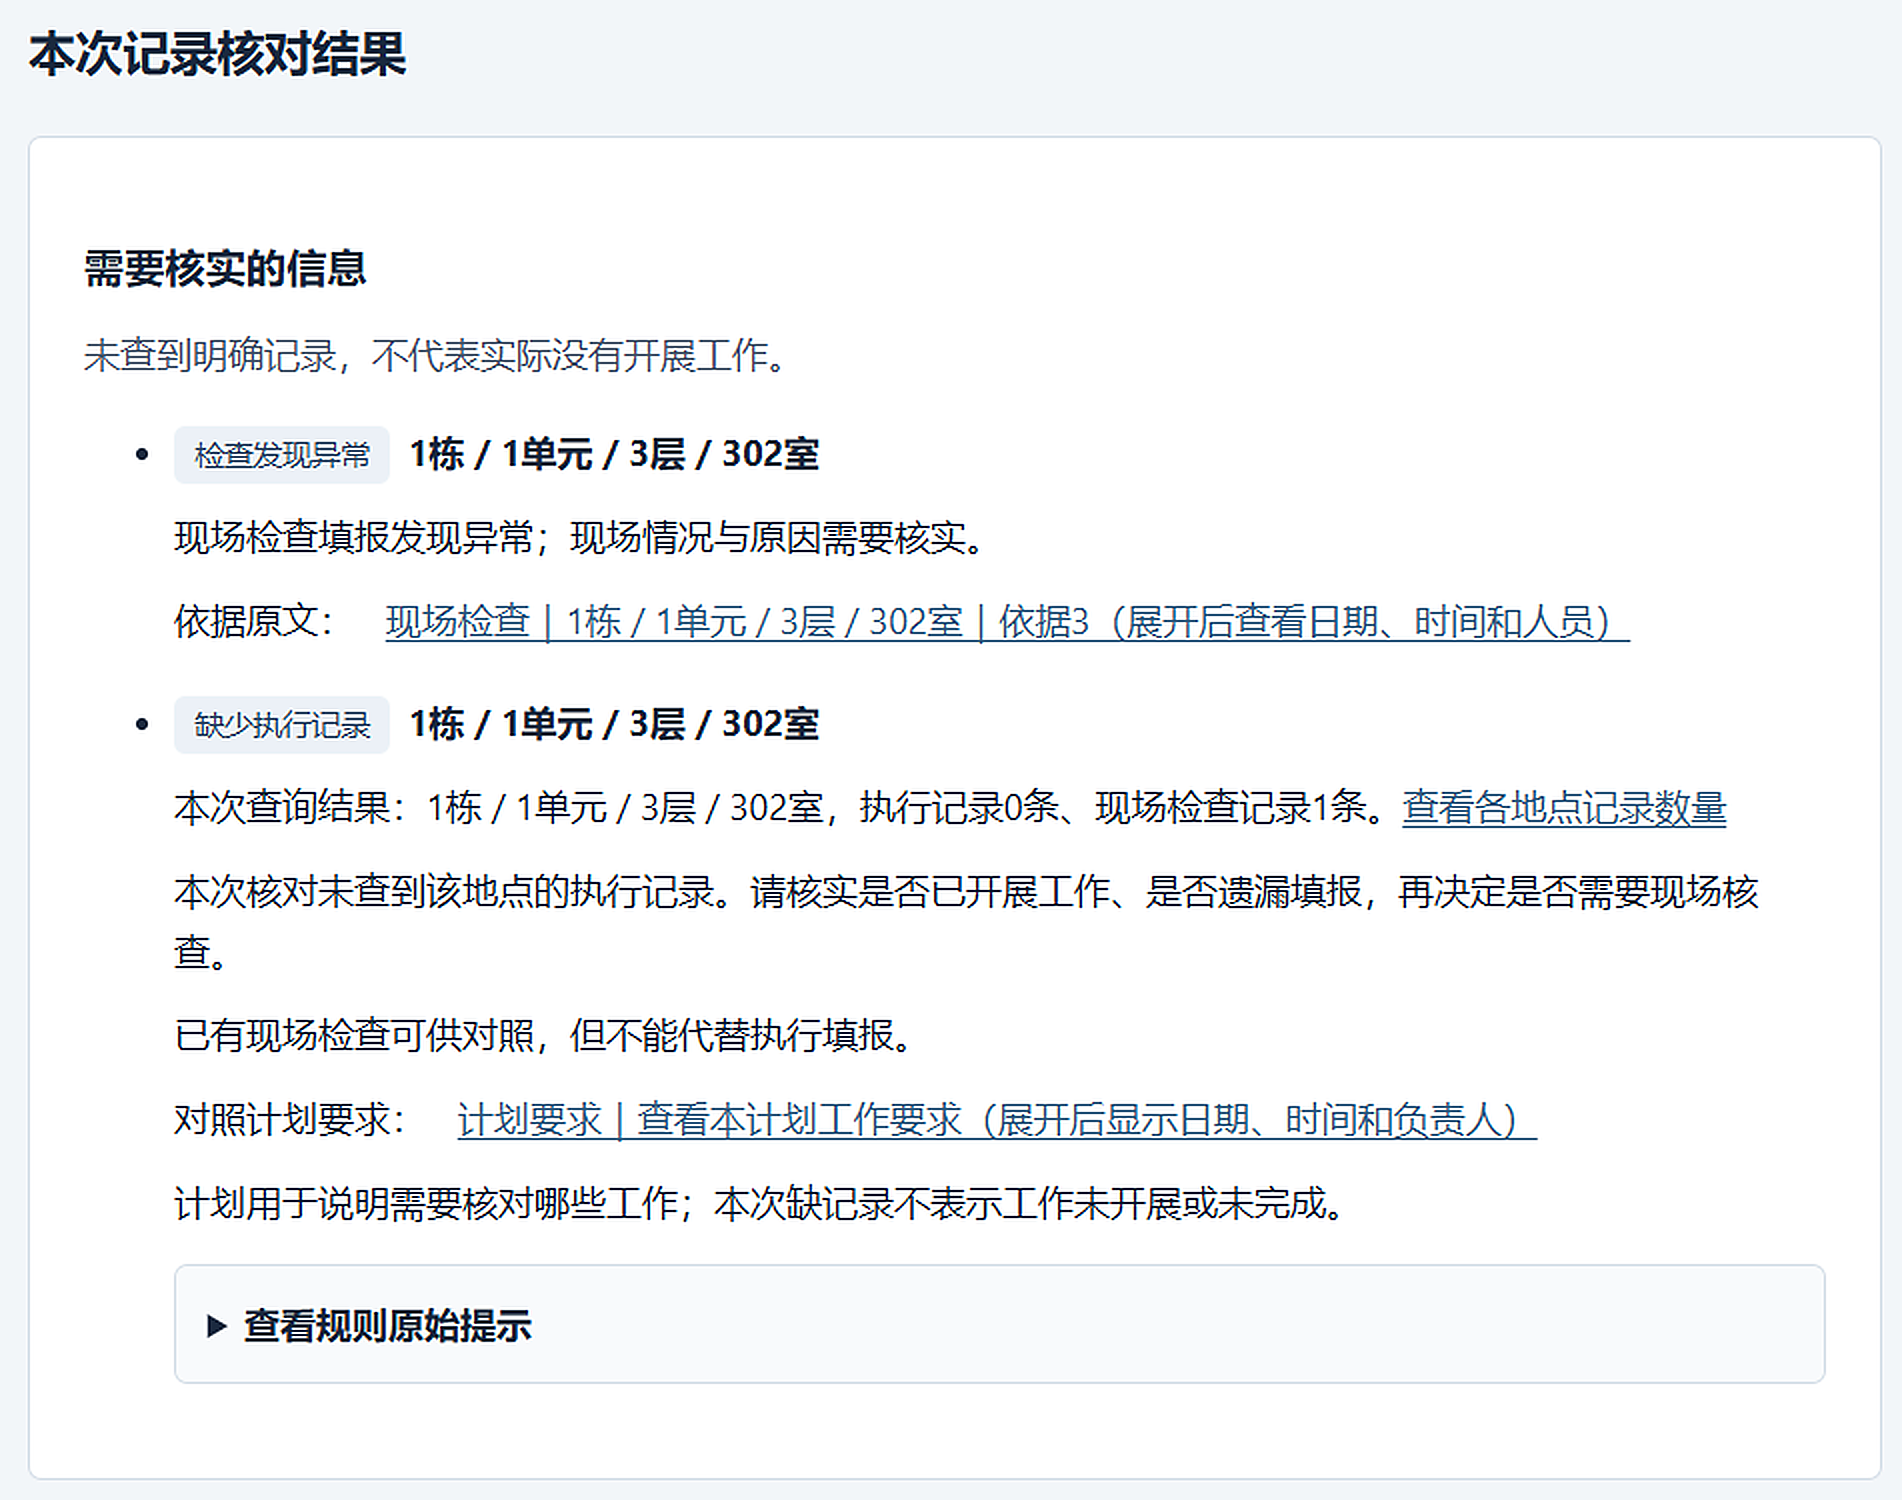 本次记录核对结果
需要核实的信息
未查到明确记录，不代表实际没有开展工作。
检查发现异常 1栋 / 1单元 / 3层 / 302室
现场检查填报发现异常；现场情况与原因需要核实。
依据原文： 现场检查 | 1栋 / 1单元 / 3层 / 302室 | 依据3（展开后查看日期、时间和人员）
缺少执行记录 1栋 / 1单元 / 3层 / 302室
本次查询结果：1栋 / 1单元 / 3层 / 302室，执行记录0条、现场检查记录1条。查看各地点记录数量
本次核对未查到该地点的执行记录。请核实是否已开展工作、是否遗漏填报，再决定是否需要现场核
查。
已有现场检查可供对照，但不能代替执行填报。
对照计划要求： 计划要求 | 查看本计划工作要求（展开后显示日期、时间和负责人）
计划用于说明需要核对哪些工作；本次缺记录不表示工作未开展或未完成。
查看规则原始提示